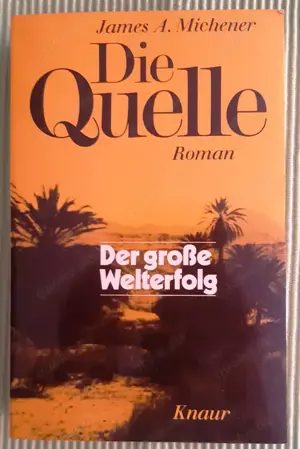 James A. Michener
Die
Quelle
Roman
Der große
Welterfolg
Knaur